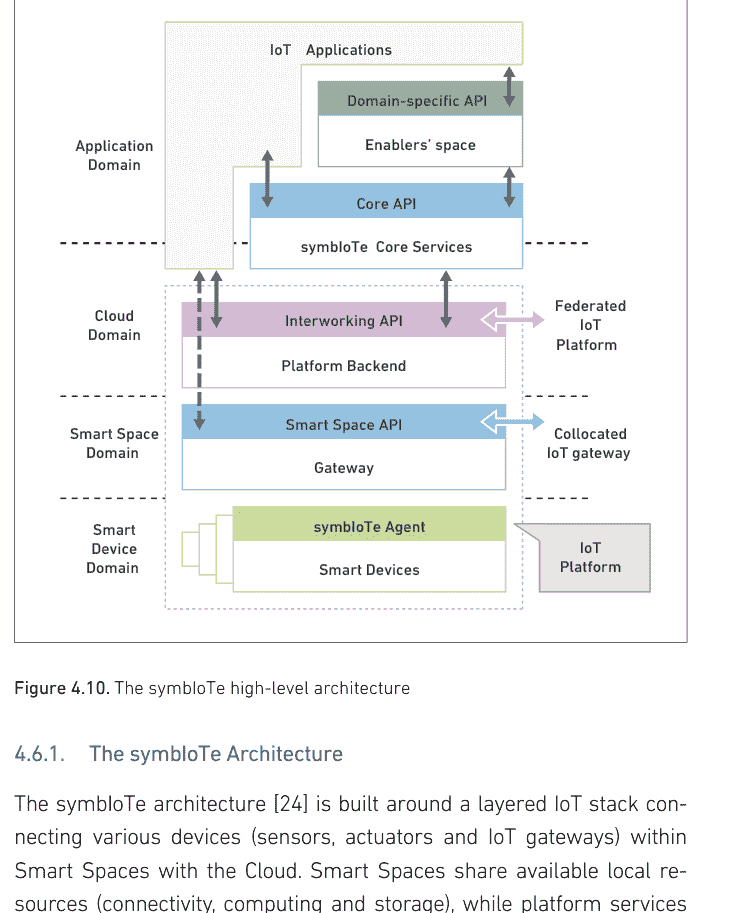 IoT Applications
Domain-specific API
Enablers' space
Application
Domain
Core API
symbIoTe Core Services
Cloud
Domain
Interworking API
Platform Backend
Federated
IoT
Platform
Smart Space
Domain
Smart Space API
Gateway
Collocated
IoT gateway
Smart
Device
Domain
symbIoTe Agent
Smart Devices
IoT
Platform
Figure 4.10. The symbIoTe high-level architecture
4.6.1. The symbIoTe Architecture
The symbIoTe architecture [24] is built around a layered IoT stack con-
necting various devices (sensors, actuators and IoT gateways) within
Smart Spaces with the Cloud. Smart Spaces share available local re-
sources (connectivity, computing and storage), while platform services